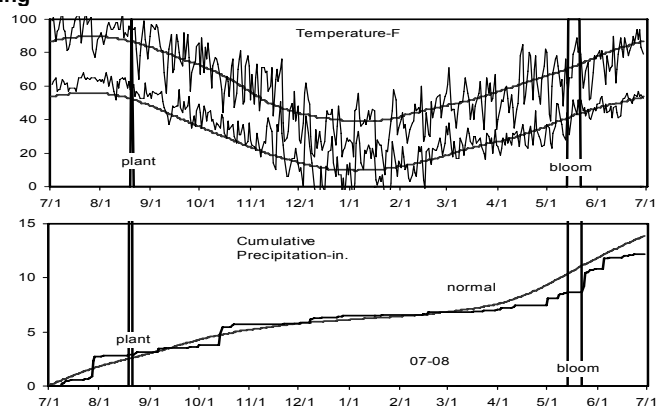 ng
100
Temperature-F
80
60
40
20
plant
bloom
0
7/1 8/1 9/1 10/1 11/1 12/1 1/1 2/1 3/1 4/1 5/1 6/1 7/1
15
Cumulative
Precipitation-in.
10
normal
5
plant
07-08
bloom
0
7/1 8/1 9/1 10/1 11/1 12/1 1/1 2/1 3/1 4/1 5/1 6/1 7/1